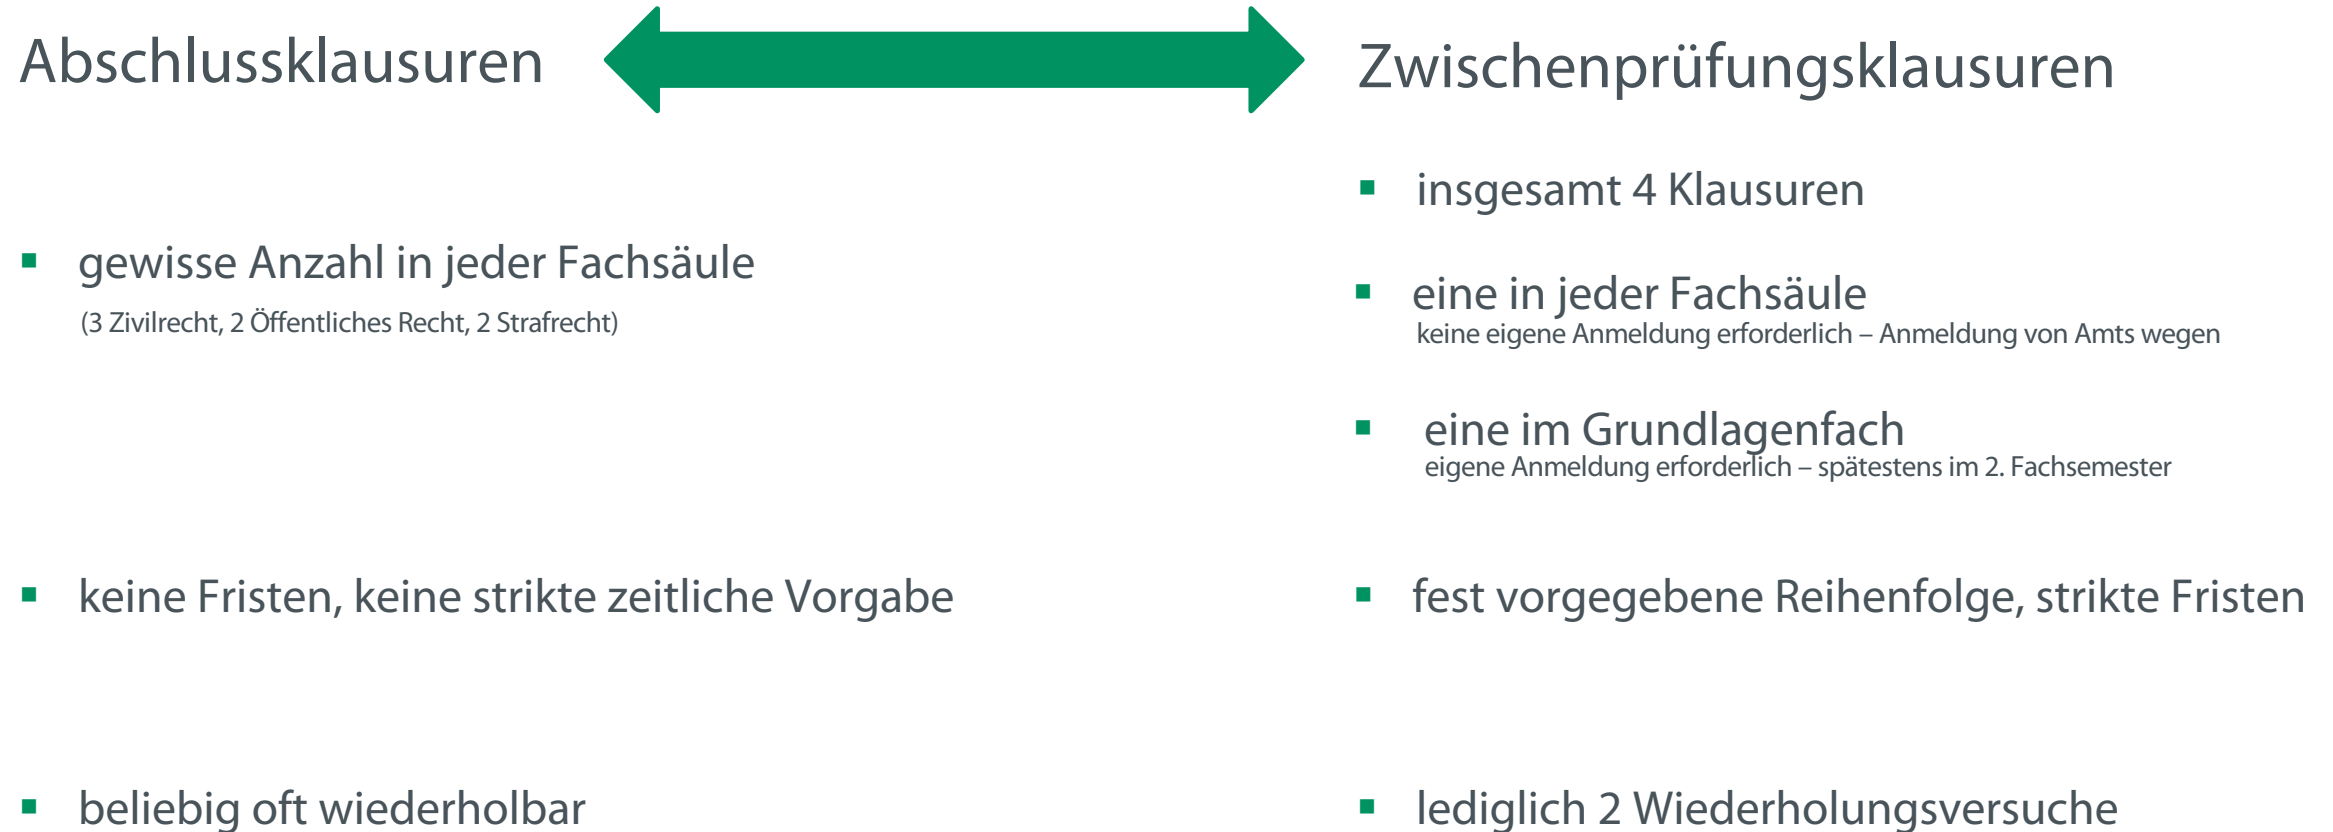 Abschlussklausuren
gewisse Anzahl in jeder Fachsäule
(3 Zivilrecht, 2 Öffentliches Recht, 2 Strafrecht)
keine Fristen, keine strikte zeitliche Vorgabe
beliebig oft wiederholbar
Zwischenprüfungsklausuren
insgesamt 4 Klausuren
eine in jeder Fachsäule
keine eigene Anmeldung erforderlich – Anmeldung von Amts wegen
eine im Grundlagenfach
eigene Anmeldung erforderlich – spätestens im 2. Fachsemester
fest vorgegebene Reihenfolge, strikte Fristen
lediglich 2 Wiederholungsversuche